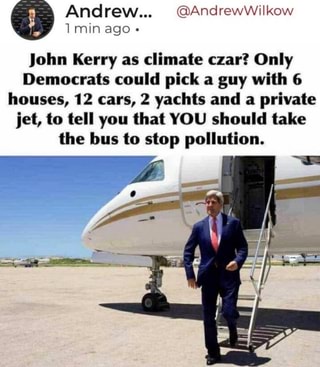 Andrew... @AndrewWilkow
1 min ago •
John Kerry as climate czar? Only
Democrats could pick a guy with 6
houses, 12 cars, 2 yachts and a private
jet, to tell you that YOU should take
the bus to stop pollution.